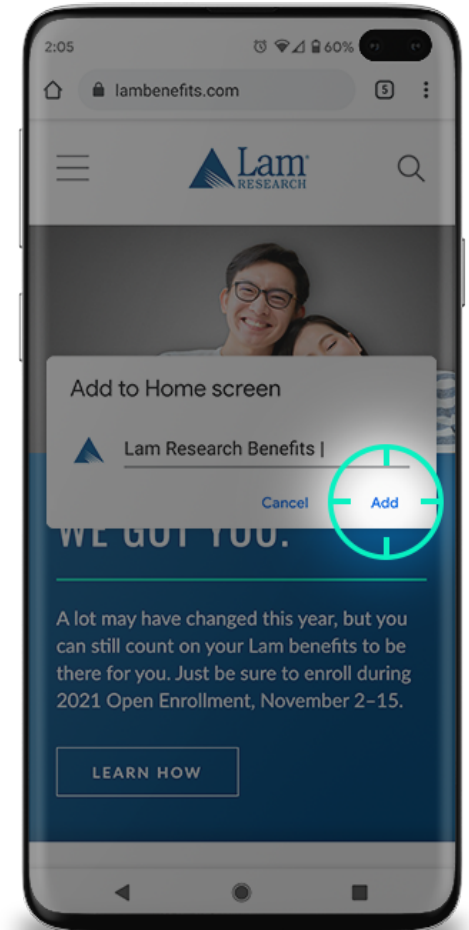 2:05
60%
lambenefits.com
5
Lam
RESEARCH
Add to Home screen
Lam Research Benefits |
Cancel
Add
WE GOT YOU.
A lot may have changed this year, but you
can still count on your Lam benefits to be
there for you. Just be sure to enroll during
2021 Open Enrollment, November 2–15.
LEARN HOW